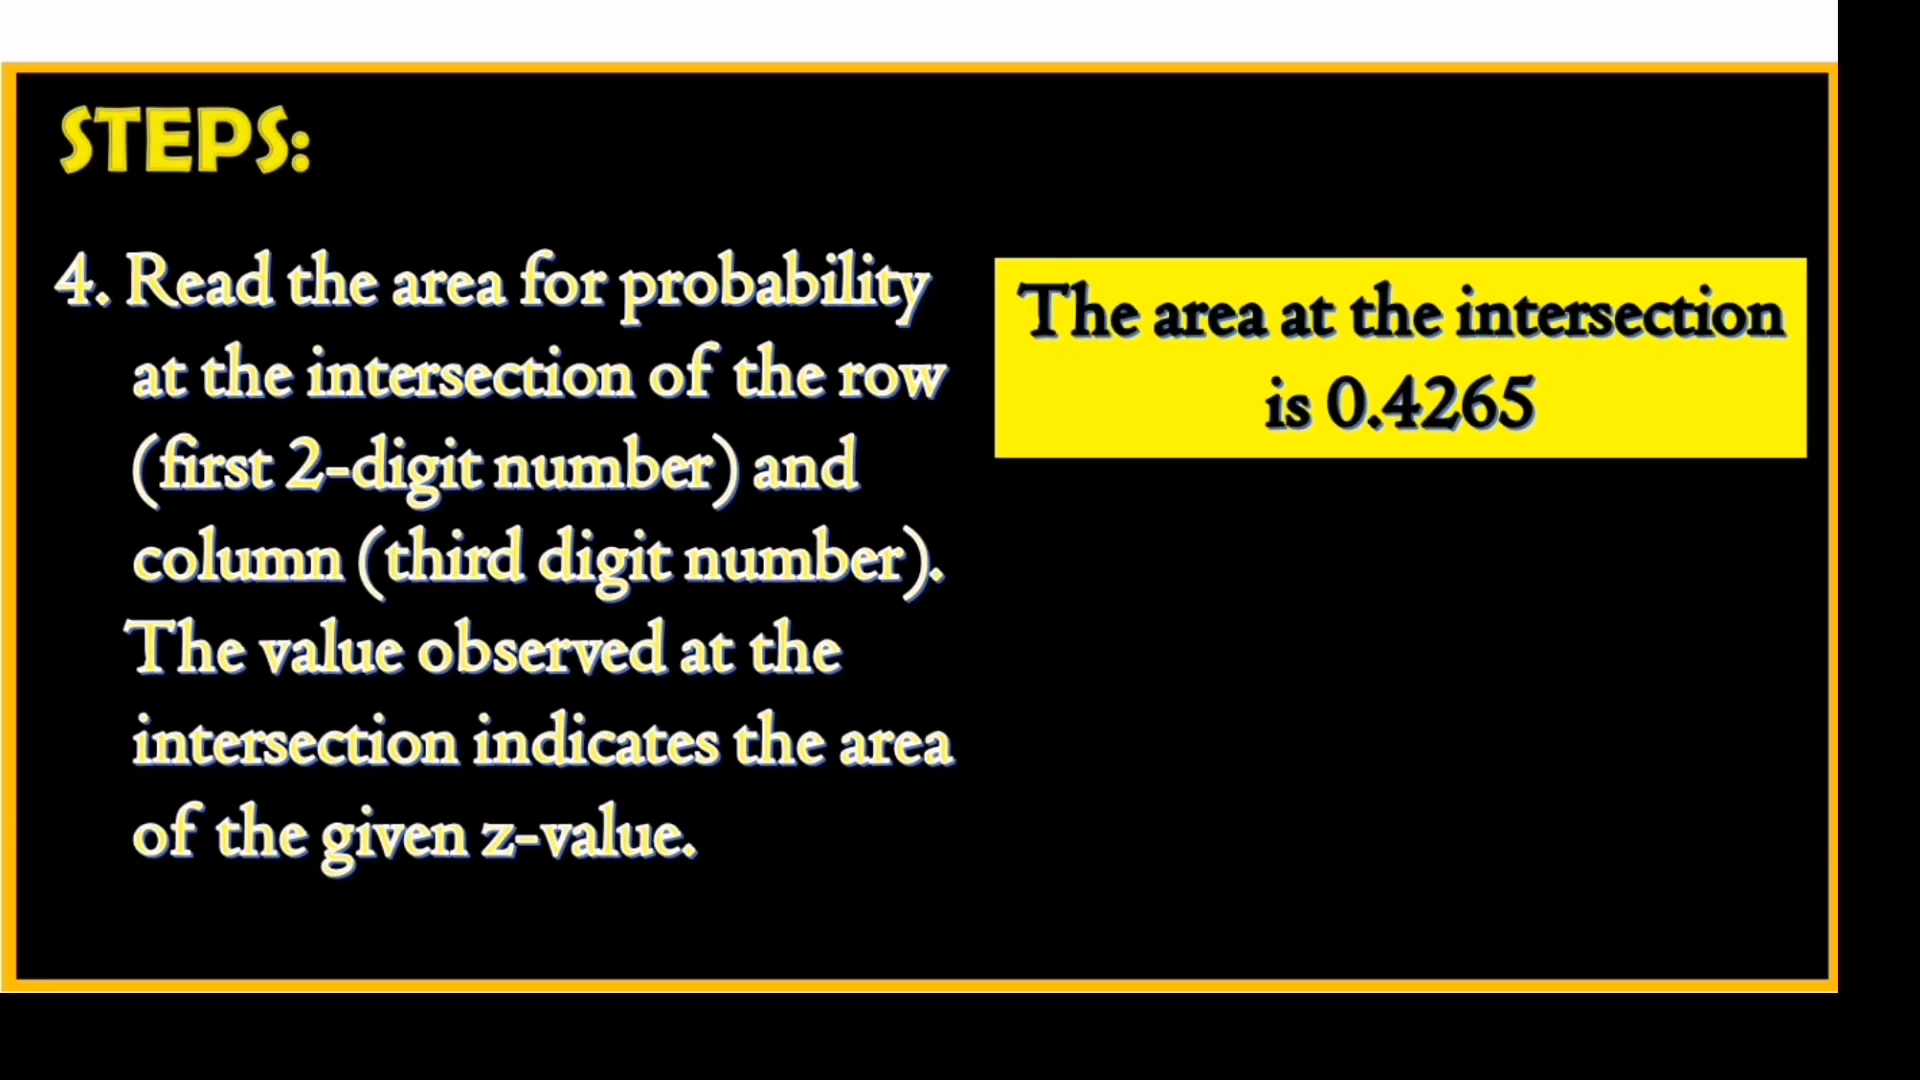 STEPS:
4. Read the area for probability
at the intersection of the row
(first 2-digit number) and
column (third digit number).
The value observed at the
intersection indicates the area
of the given z-value.
The area at the intersection
is 0.4265